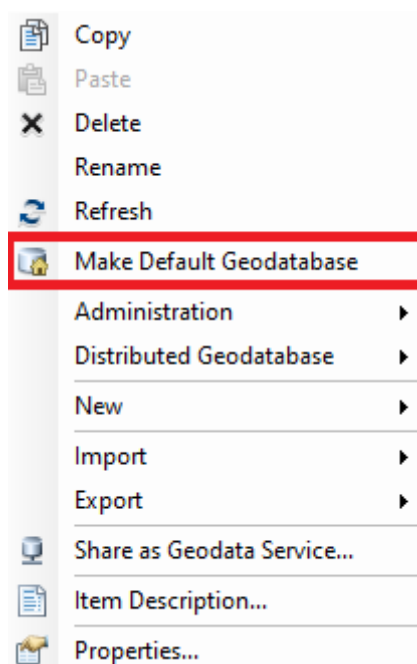 Copy
Paste
Delete
Rename
Refresh
Make Default Geodatabase
Administration
Distributed Geodatabase
New
Import
Export
Share as Geodata Service...
Item Description...
Properties...